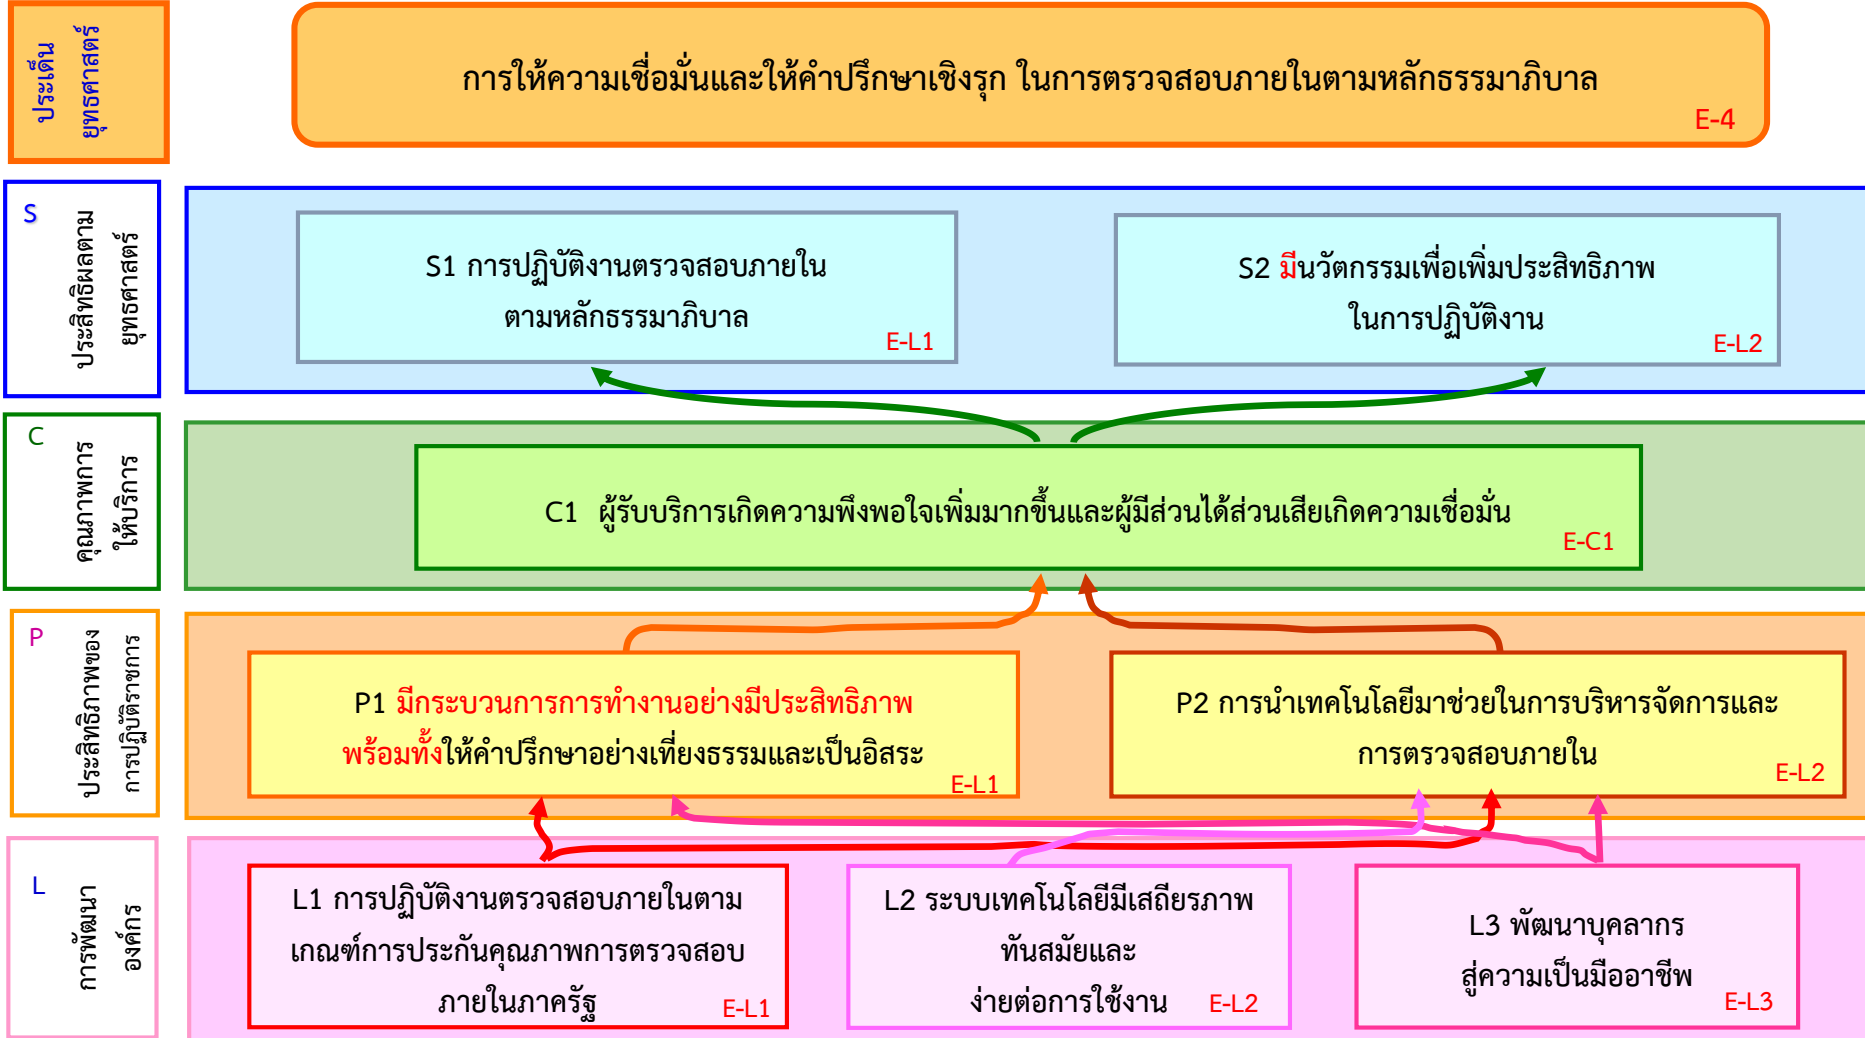 ประเด็น
ยุทธศาสตร์
การให้ความเชื่อมั่นและให้คำปรึกษาเชิงรุก ในการตรวจสอบภายในตามหลักธรรมาภิบาล
E-4
S
ประสิทธิผลตาม
ยุทธศาสตร์
S1 การปฏิบัติงานตรวจสอบภายใน
ตามหลักธรรมาภิบาล
E-L1
S2 มีนวัตกรรมเพื่อเพิ่มประสิทธิภาพ
ในการปฏิบัติงาน
E-L2
C
คุณภาพการ
ให้บริการ
C1 ผู้รับบริการเกิดความพึงพอใจเพิ่มมากขึ้นและผู้มีส่วนได้ส่วนเสียเกิดความเชื่อมั่น
E-C1
P
ประสิทธิภาพของ
การปฏิบัติราชการ
P1 มีกระบวนการการทำงานอย่างมีประสิทธิภาพ
พร้อมทั้งให้คำปรึกษาอย่างเที่ยงธรรมและเป็นอิสระ
E-L1
P2 การนำเทคโนโลยีมาช่วยในการบริหารจัดการและ
การตรวจสอบภายใน
E-L2
L
การพัฒนา
องค์กร
L1 การปฏิบัติงานตรวจสอบภายในตาม
เกณฑ์การประกันคุณภาพการตรวจสอบ
ภายในภาครัฐ
E-L1
L2 ระบบเทคโนโลยีมีเสถียรภาพ
ทันสมัยและ
ง่ายต่อการใช้งาน
E-L2
L3 พัฒนาบุคลากร
สู่ความเป็นมืออาชีพ
E-L3